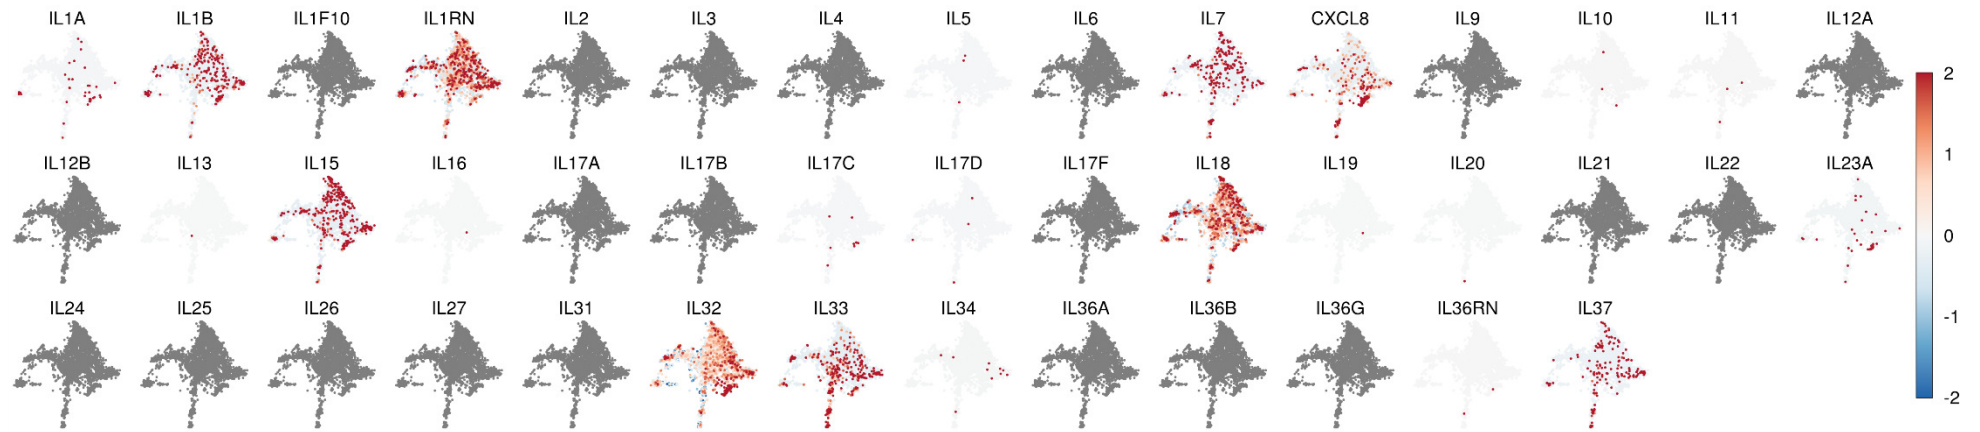 IL1A IL1B IL1F10 IL1RN IL2 IL3 IL4 IL5 IL6 IL7 CXCL8 IL9 IL10 IL11 IL12A
IL12B IL13 IL15 IL16 IL17A IL17B IL17C IL17D IL17F IL18 IL19 IL20 IL21 IL22 IL23A
IL24 IL25 IL26 IL27 IL31 IL32 IL33 IL34 IL36A IL36B IL36G IL36RN IL37
2
1
0
-1
-2